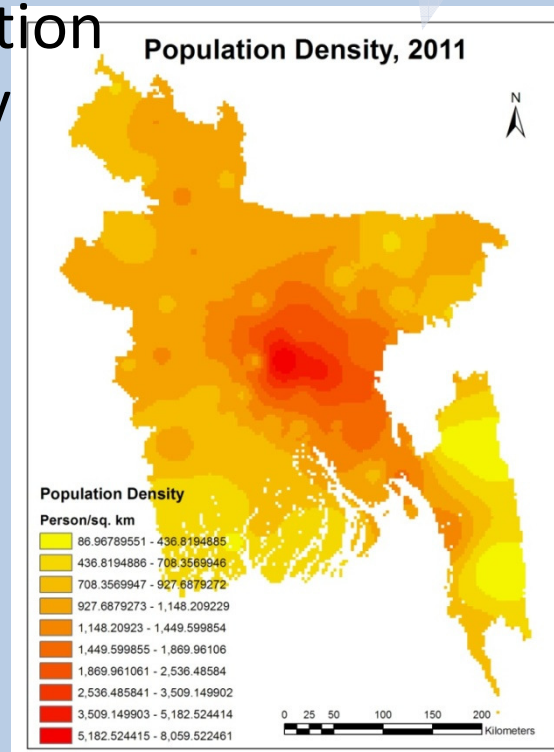 tion
y
Population Density, 2011
N
Population Density
Person/sq. km
86.96789551 - 436.8194885
436.8194886 - 708.3569946
708.3569947 - 927.6879272
927.6879273 - 1,148.209229
1,148.20923 - 1,449.599854
1,449.599855 - 1,869.96106
1,869.961061 - 2,536.48584
2,536.485841 - 3,509.149902
3,509.149903 - 5,182.524414
5,182.524415 - 8,059.522461
0 25 50 100 150 200
Kilometers